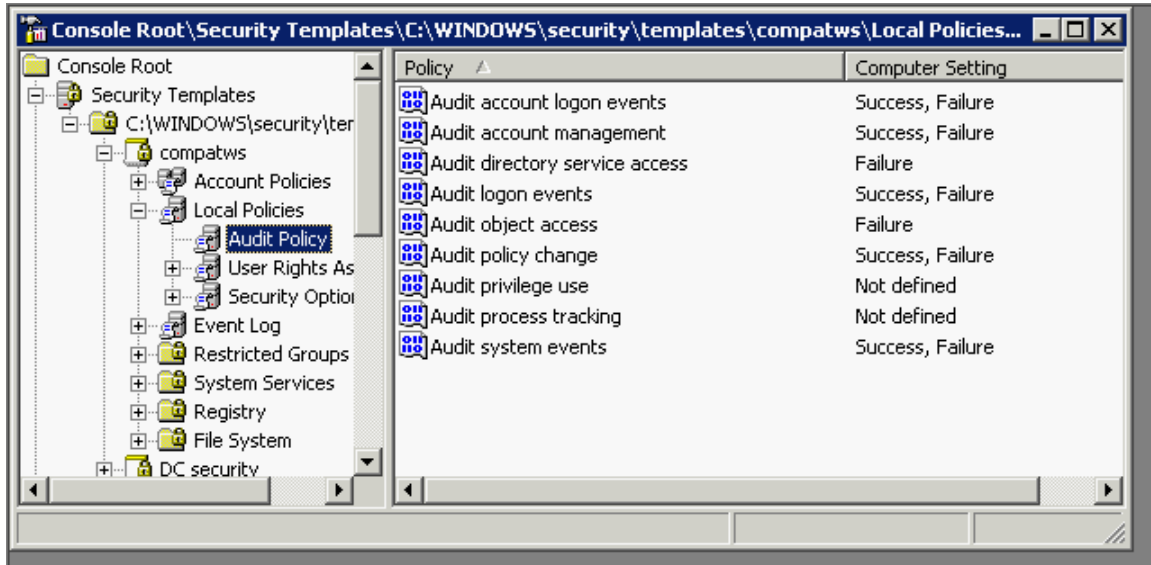 Console Root\Security Templates\C:\WINDOWS\security\templates\compatws\Local Policies...
Console Root
Security Templates
C:\WINDOWS\security\ter
compatws
Account Policies
Local Policies
Audit Policy
User Rights As
Security Option
Event Log
Restricted Groups
System Services
Registry
File System
DC security
Policy Computer Setting
Audit account logon events Success, Failure
Audit account management Success, Failure
Audit directory service access Failure
Audit logon events Success, Failure
Audit object access Failure
Audit policy change Success, Failure
Audit privilege use Not defined
Audit process tracking Not defined
Audit system events Success, Failure